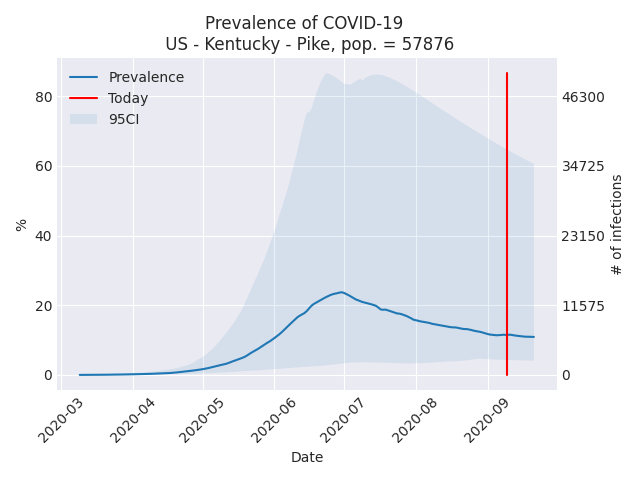 Prevalence of COVID-19
US - Kentucky - Pike, pop. = 57876
Prevalence
Today
95CI
80
60
40
20
0
%
46300
34725
23150
11575
0
# of infections
2020-03
2020-04
2020-05
2020-06
2020-07
2020-08
2020-09
Date